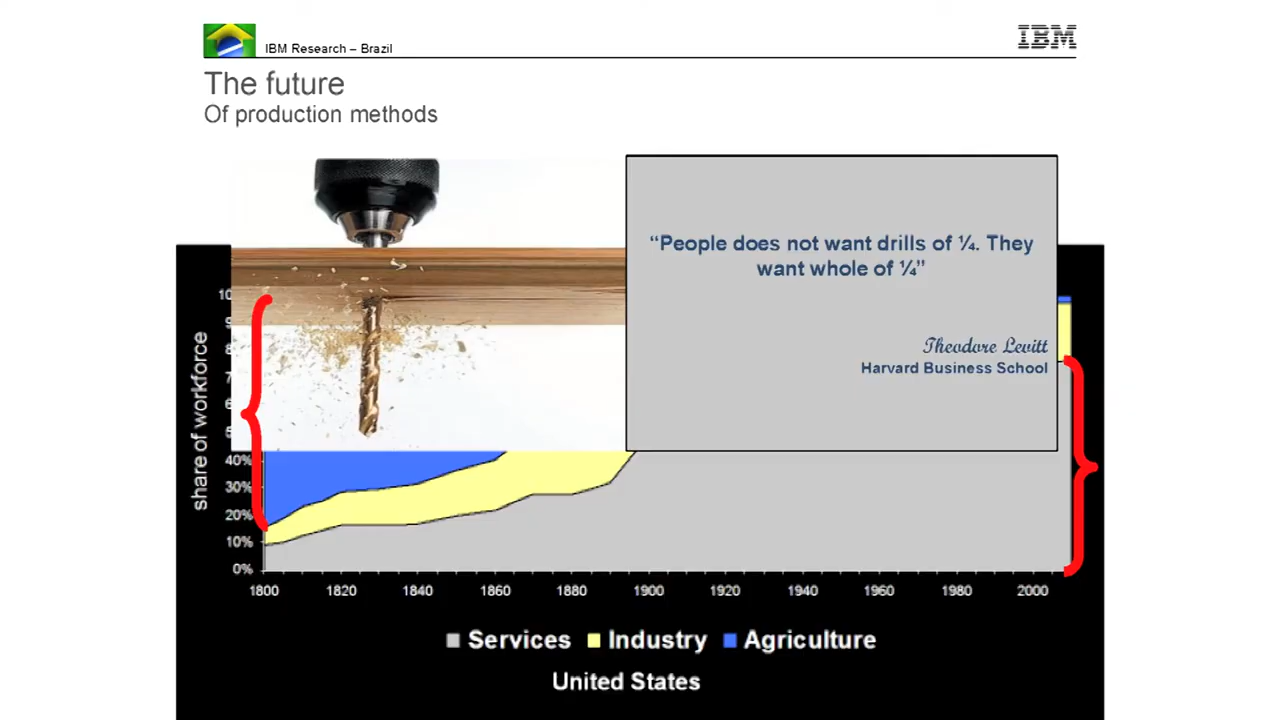 IBM Research – Brazil
IBM
The future
Of production methods
“People does not want drills of ¼. They
want whole of ¼”
Theodore Levitt
Harvard Business School
share of workforce
40%
30%
20%
10%
0%
1800 1820 1840 1860 1880 1900 1920 1940 1960 1980 2000
Services Industry Agriculture
United States